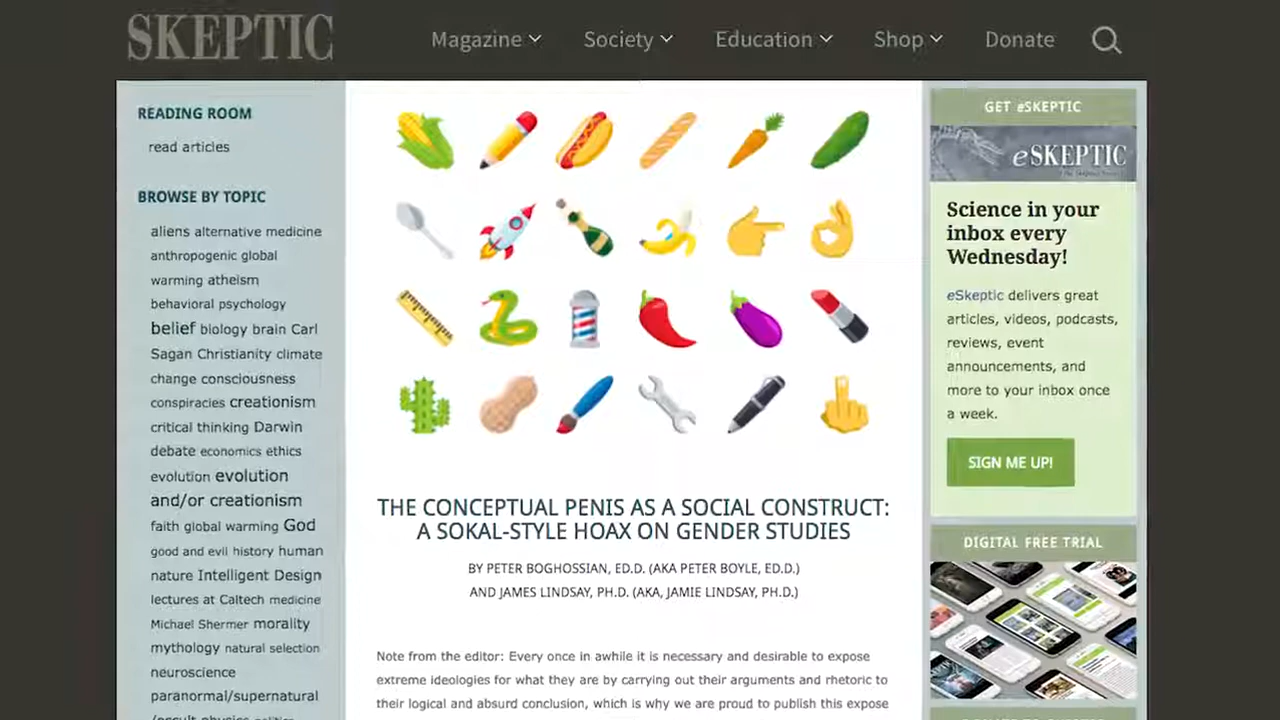 SKEPTIC
Magazine
Society
Education
Shop
Donate
READING ROOM
read articles
BROWSE BY TOPIC
aliens alternative medicine
anthropogenic global
warming atheism
behavioral psychology
belief biology brain Carl
Sagan Christianity climate
change consciousness
conspiracies creationism
critical thinking Darwin
debate economics ethics
evolution evolution
and/or creationism
faith global warming God
good and evil history human
nature Intelligent Design
lectures at Caltech medicine
Michael Shermer morality
mythology natural selection
neuroscience
paranormal/supernatural
THE CONCEPTUAL PENIS AS A SOCIAL CONSTRUCT:
A SOKAL-STYLE HOAX ON GENDER STUDIES
BY PETER BOGHOSSIAN, ED.D. (AKA PETER BOYLE, ED.D.)
AND JAMES LINDSAY, PH.D. (AKA, JAMIE LINDSAY, PH.D.)
Note from the editor: Every once in awhile it is necessary and desirable to expose
extreme ideologies for what they are by carrying out their arguments and rhetoric to
their logical and absurd conclusion, which is why we are proud to publish this expose
GET eSKEPTIC
eSKEPTIC
Science in your
inbox every
Wednesday!
eSkeptic delivers great
articles, videos, podcasts,
reviews, event
announcements, and
more to your inbox once
a week.
SIGN ME UP!
DIGITAL FREE TRIAL